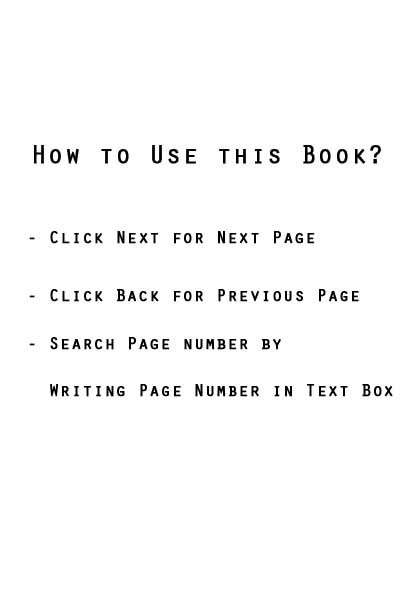 How to Use this Book?
- Click Next for Next Page
- Click Back for Previous Page
- Search Page number by
Writing Page Number in Text Box